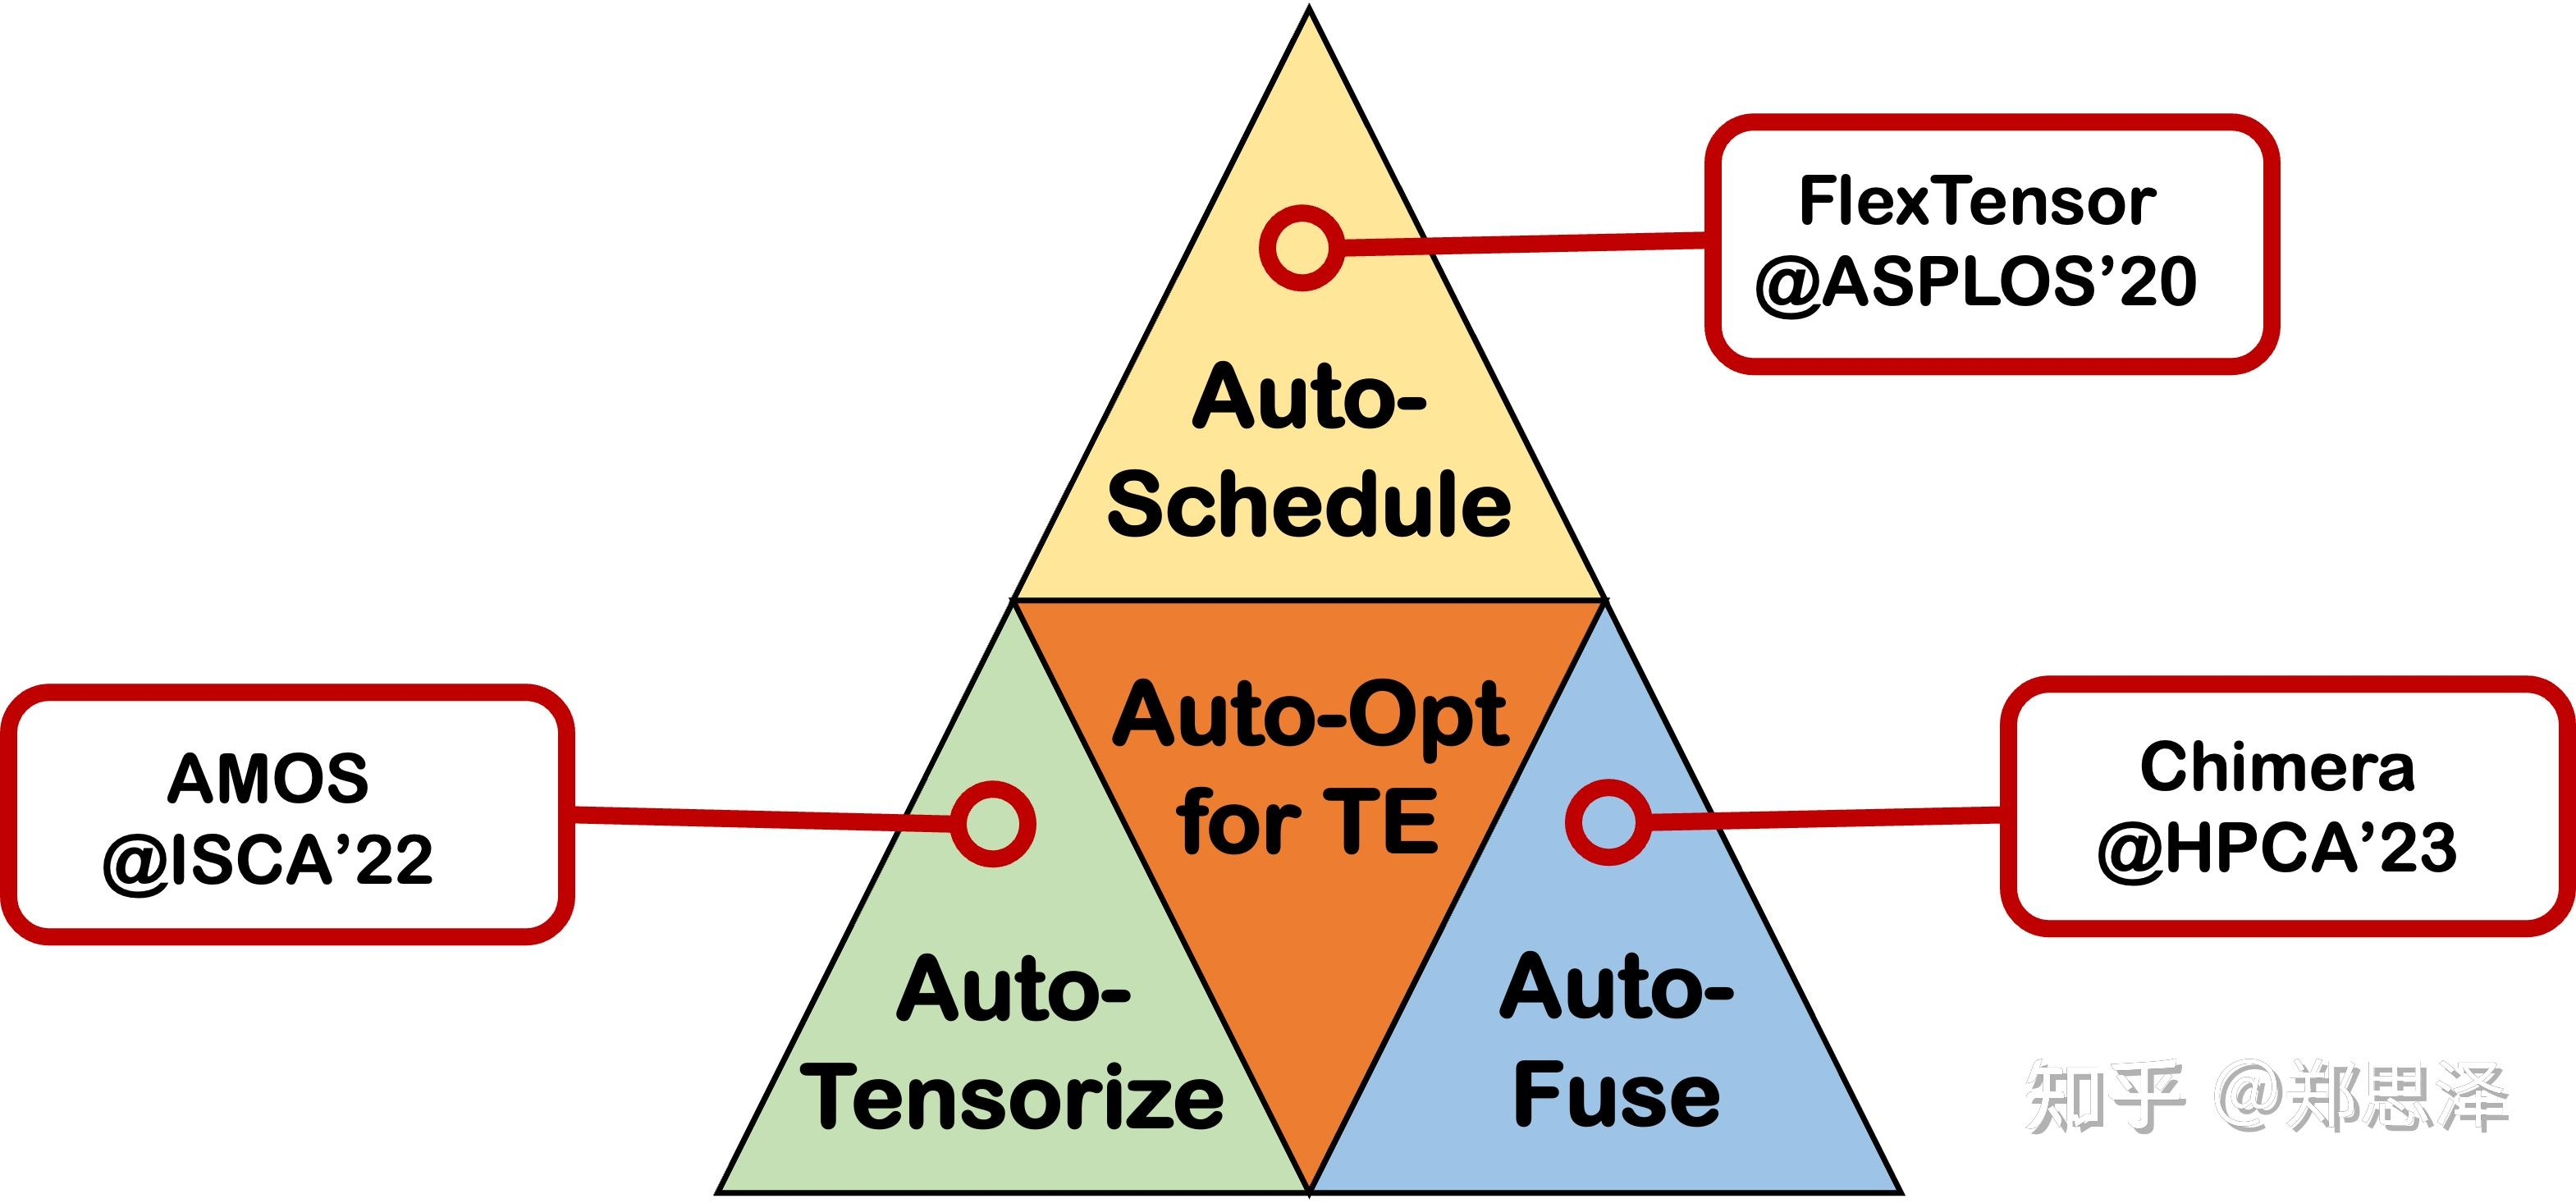 FlexTensor
@ASPLOS’20
Auto-
Schedule
AMOS
@ISCA’22
Auto-Opt
for TE
Chimera
@HPCA’23
Auto-
Tensorize
Auto-
Fuse
知乎 @郑思泽